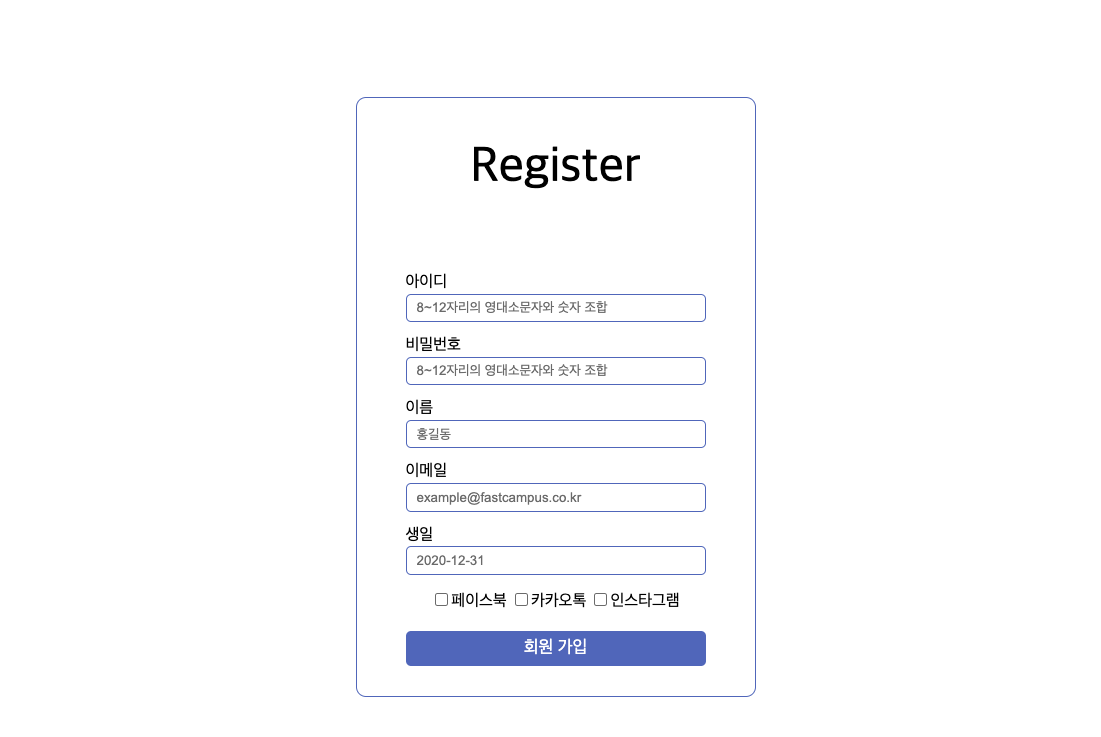 Register
아이디
8~12자리의 영대소문자와 숫자 조합
비밀번호
8~12자리의 영대소문자와 숫자 조합
이름
홍길동
이메일
example@fastcampus.co.kr
생일
2020-12-31
페이스북 카카오톡 인스타그램
회원 가입